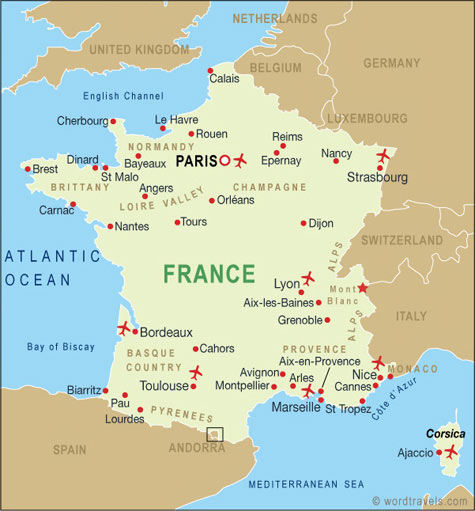 NETHERLANDS
UNITED KINGDOM
BELGIUM
GERMANY
Calais
English Channel
LUXEMBOURG
Cherbourg
Le Havre
Rouen
NORMANDY
Reims
Dinard
Bayeux
PARIS
Epernay
Nancy
Brest
St Malo
Strasbourg
BRITTANY
Angers
CHAMPAGNE
LOIRE VALLEY
Orléans
Carnac
Nantes
Tours
Dijon
ATLANTIC
OCEAN
ALPS
SWITZERLAND
FRANCE
Lyon
Mont
Blanc
Aix-les-Baines
Grenoble
ALPS
ITALY
Bordeaux
Bay of Biscay
Cahors
PROVENCE
BASQUE
COUNTRY
Aix-en-Provence
Avignon
Arles
Nice
MONACO
Biarritz
Toulouse
Montpellier
Cannes
Côte d'Azur
Pau
Marseille
St Tropez
Lourdes
PYRENEES
Corsica
SPAIN
ANDORRA
Ajaccio
MEDITERRANEAN SEA
© wordtravels.com